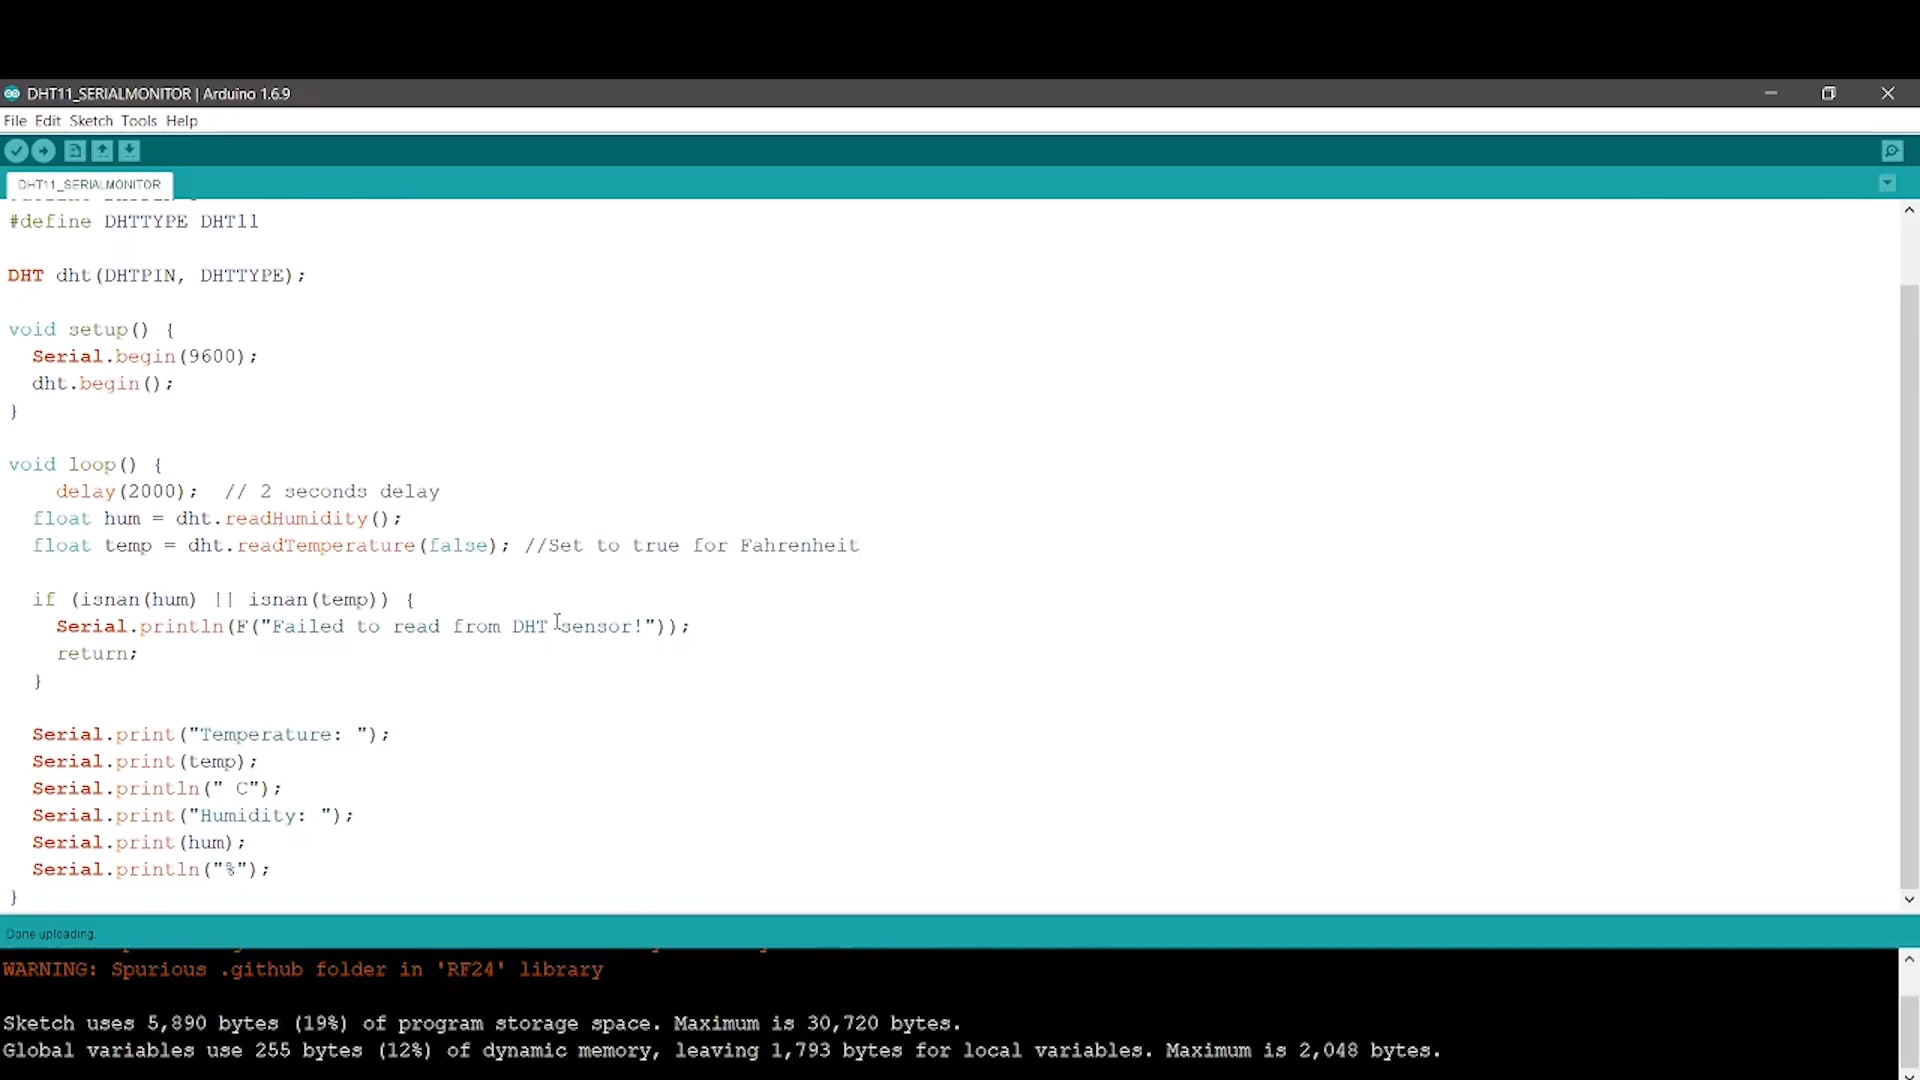 DHT11_SERIALMONITOR | Arduino 1.6.9
File Edit Sketch Tools Help
DHT11_SERIALMONITOR
#define DHTTYPE DHT11
DHT dht(DHTPIN, DHTTYPE);
void setup() {
Serial.begin(9600);
dht.begin();
}
void loop() {
delay(2000);  // 2 seconds delay
float hum = dht.readHumidity();
float temp = dht.readTemperature(false); //Set to true for Fahrenheit
if (isnan(hum) || isnan(temp)) {
Serial.println(F("Failed to read from DHT sensor!"));
return;
}
Serial.print("Temperature: ");
Serial.print(temp);
Serial.println(" C");
Serial.print("Humidity: ");
Serial.print(hum);
Serial.println("%");
}
Done uploading.
WARNING: Spurious .github folder in 'RF24' library
Sketch uses 5,890 bytes (19%) of program storage space. Maximum is 30,720 bytes.
Global variables use 255 bytes (12%) of dynamic memory, leaving 1,793 bytes for local variables. Maximum is 2,048 bytes.